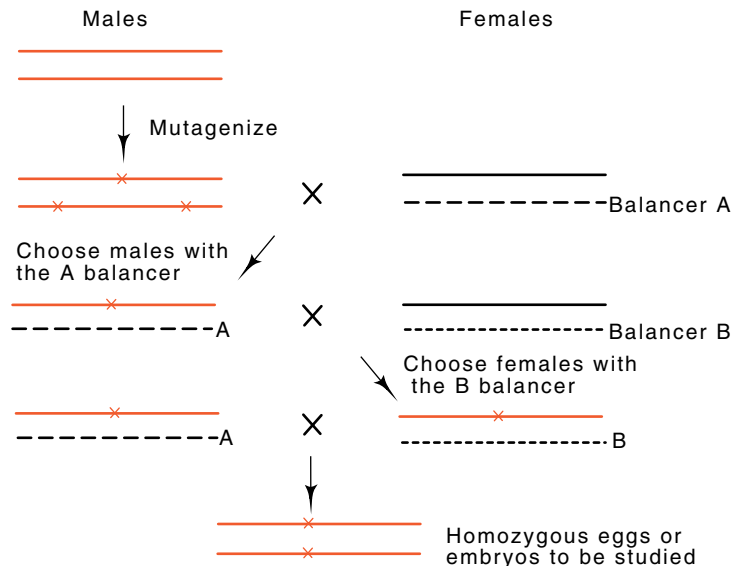 Males
Females
Mutagenize
Balancer A
Choose males with
the A balancer
A
Balancer B
Choose females with
the B balancer
A
B
Homozygous eggs or
embryos to be studied